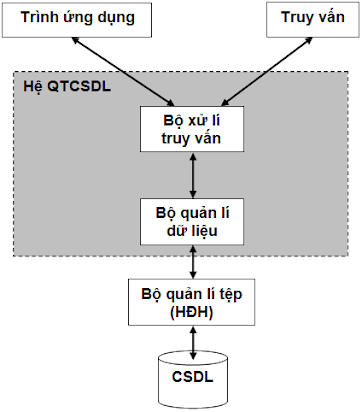 Trình ứng dụng
Truy vấn
Hệ QTCSDL
Bộ xử lí
truy vấn
Bộ quản lí
dữ liệu
Bộ quản lí tệp
(HĐH)
CSDL